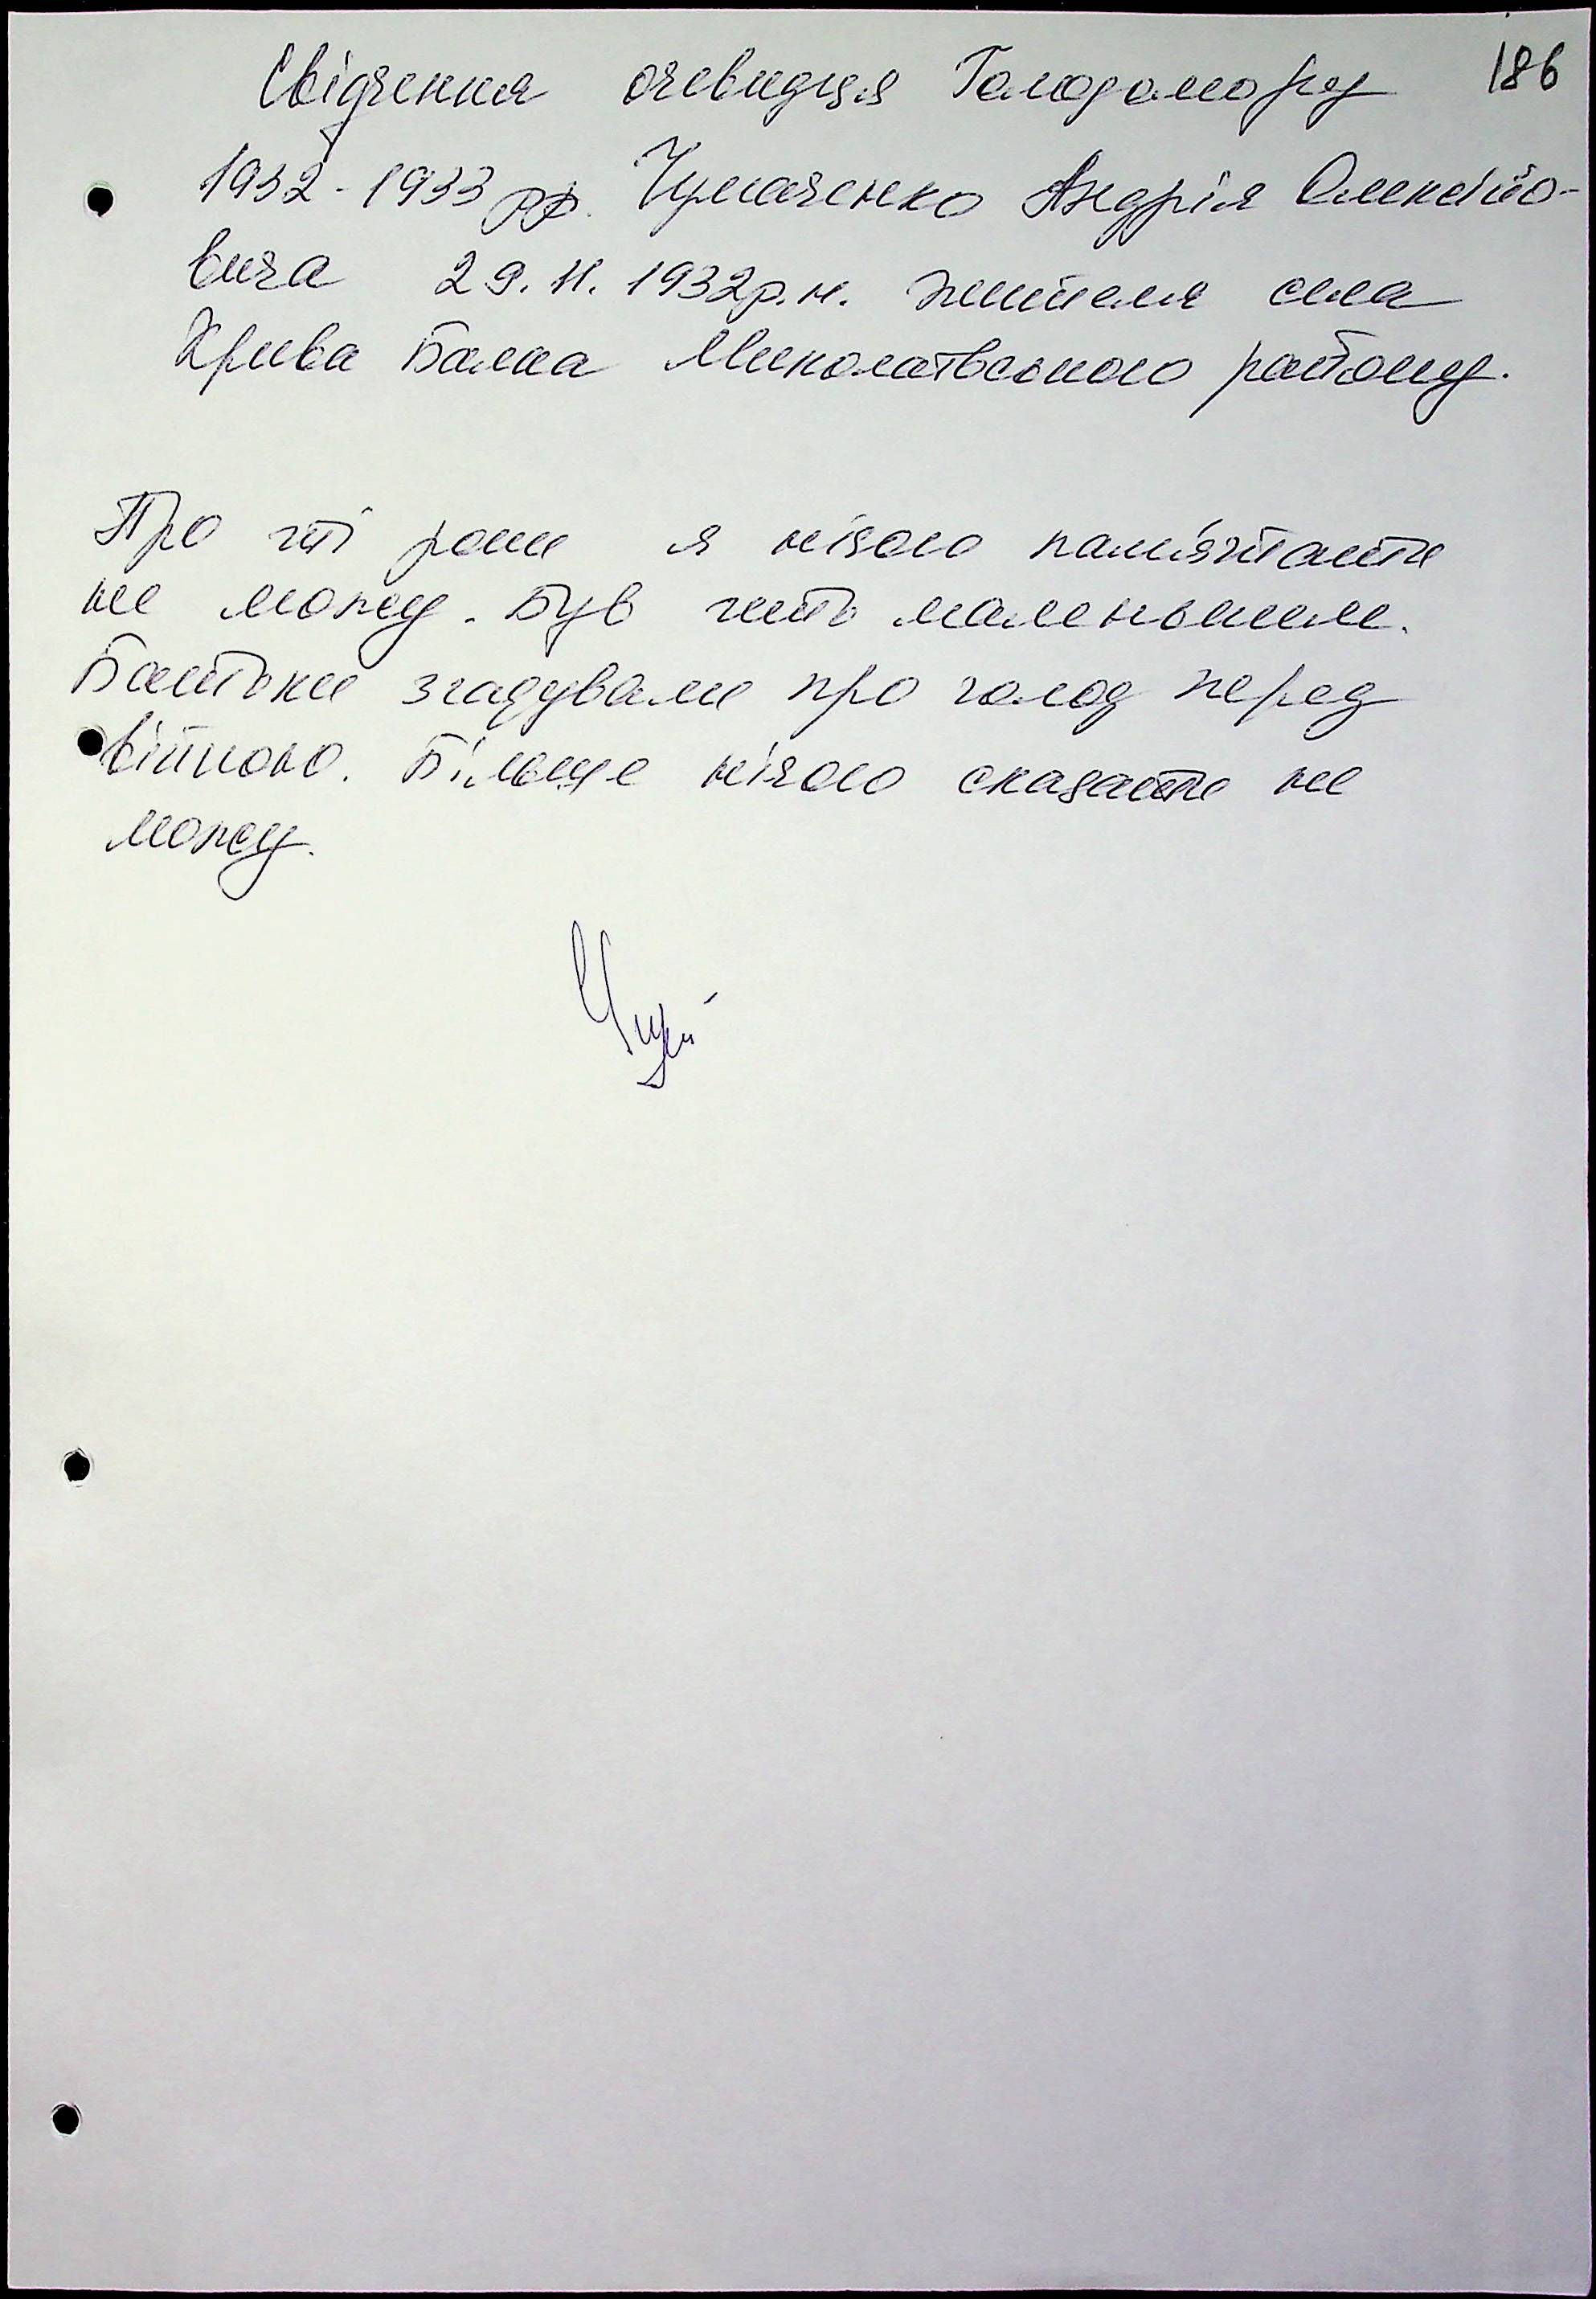 186
Свідчення очевидця Голодомору
1932-1933 рр. Чумаченко Андрія Олексійо-
вича 29.11.1932р.н. жителя села
Крива Балка Миколаївського району.
Про ті роки я нічого пам'ятати
не можу. Був геть маленьким.
Батьки згадували про голод перед
війною. Більше нічого сказати не
можу.